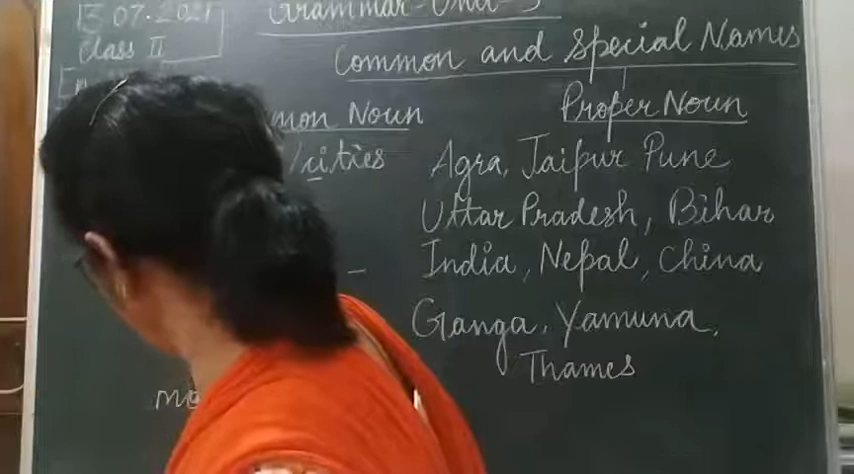 13.07.2021
Class II
Grammar-Unit-5
Common and Special Names
mon Noun
Proper Noun
/cities
Agra, Jaipur Pune
Uttar Pradesh, Bihar
India, Nepal, China
Ganga, Yamuna,
Thames